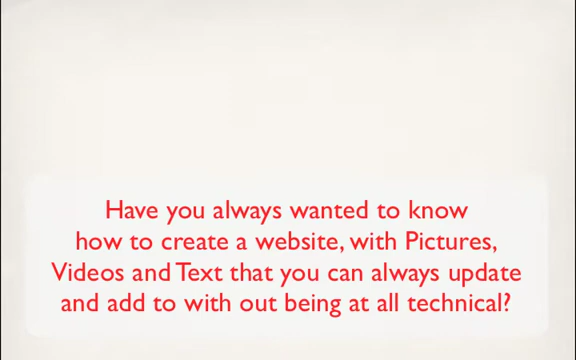 Have you always wanted to know
how to create a website, with Pictures,
Videos and Text that you can always update
and add to with out being at all technical?